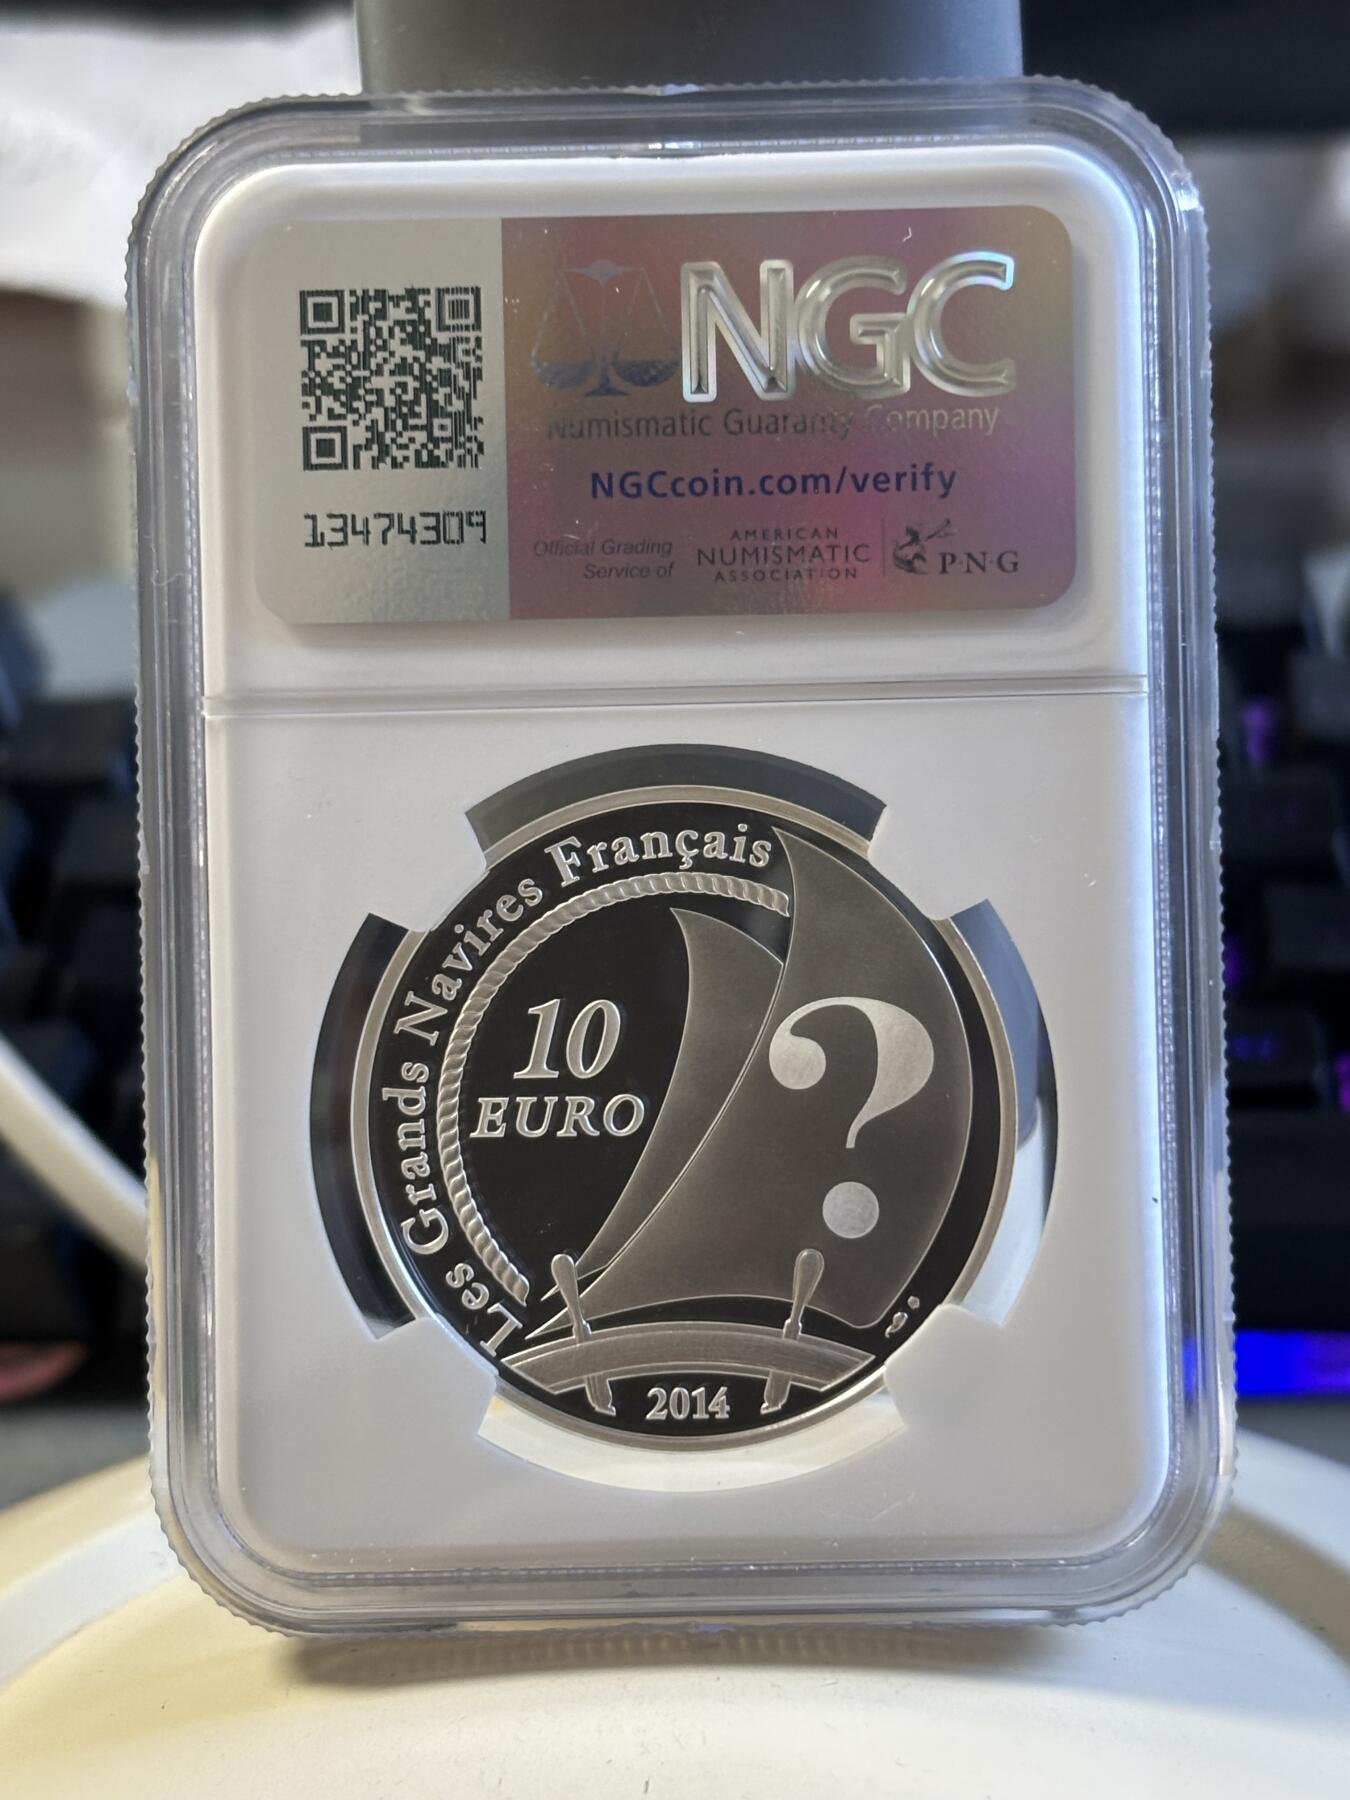 NGC
Numismatic Guaranty Company
NGCcoin.com/verify
13474309
Official Grading
Service of
AMERICAN
NUMISMATIC
ASSOCIATION
P·N·G
Les Grands Navires Français
10
EURO
?
2014